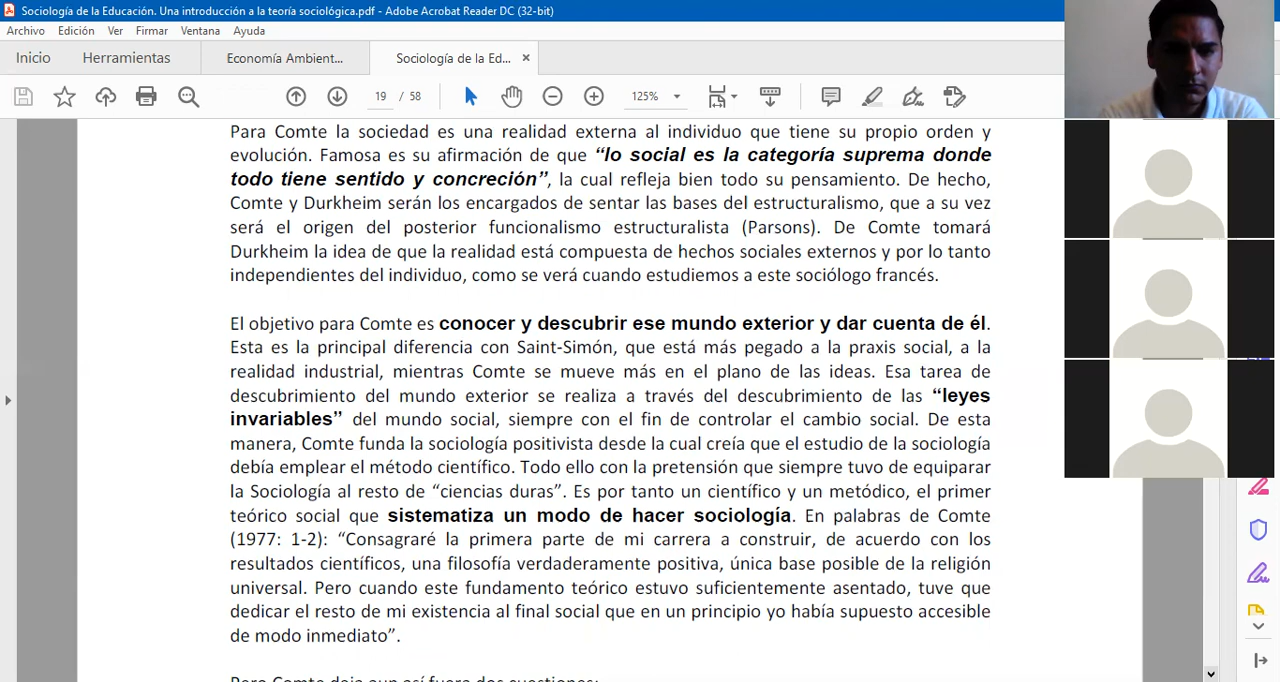 Sociología de la Educación. Una introducción a la teoría sociológica.pdf - Adobe Acrobat Reader DC (32-bit)
Archivo Edición Ver Firmar Ventana Ayuda
Inicio Herramientas Economía Ambient... Sociología de la Ed... ×
19 / 58 125%
Para Comte la sociedad es una realidad externa al individuo que tiene su propio orden y
evolución. Famosa es su afirmación de que “lo social es la categoría suprema donde
todo tiene sentido y concreción”, la cual refleja bien todo su pensamiento. De hecho,
Comte y Durkheim serán los encargados de sentar las bases del estructuralismo, que a su vez
será el origen del posterior funcionalismo estructuralista (Parsons). De Comte tomará
Durkheim la idea de que la realidad está compuesta de hechos sociales externos y por lo tanto
independientes del individuo, como se verá cuando estudiemos a este sociólogo francés.
El objetivo para Comte es conocer y descubrir ese mundo exterior y dar cuenta de él.
Esta es la principal diferencia con Saint-Simón, que está más pegado a la praxis social, a la
realidad industrial, mientras Comte se mueve más en el plano de las ideas. Esa tarea de
descubrimiento del mundo exterior se realiza a través del descubrimiento de las “leyes
invariables” del mundo social, siempre con el fin de controlar el cambio social. De esta
manera, Comte funda la sociología positivista desde la cual creía que el estudio de la sociología
debía emplear el método científico. Todo ello con la pretensión que siempre tuvo de equiparar
la Sociología al resto de “ciencias duras”. Es por tanto un científico y un metódico, el primer
teórico social que sistematiza un modo de hacer sociología. En palabras de Comte
(1977: 1-2): “Consagraré la primera parte de mi carrera a construir, de acuerdo con los
resultados científicos, una filosofía verdaderamente positiva, única base posible de la religión
universal. Pero cuando este fundamento teórico estuvo suficientemente asentado, tuve que
dedicar el resto de mi existencia al final social que en un principio yo había supuesto accesible
de modo inmediato”.
Pero Comte deja aun así fuera dos cuestiones: